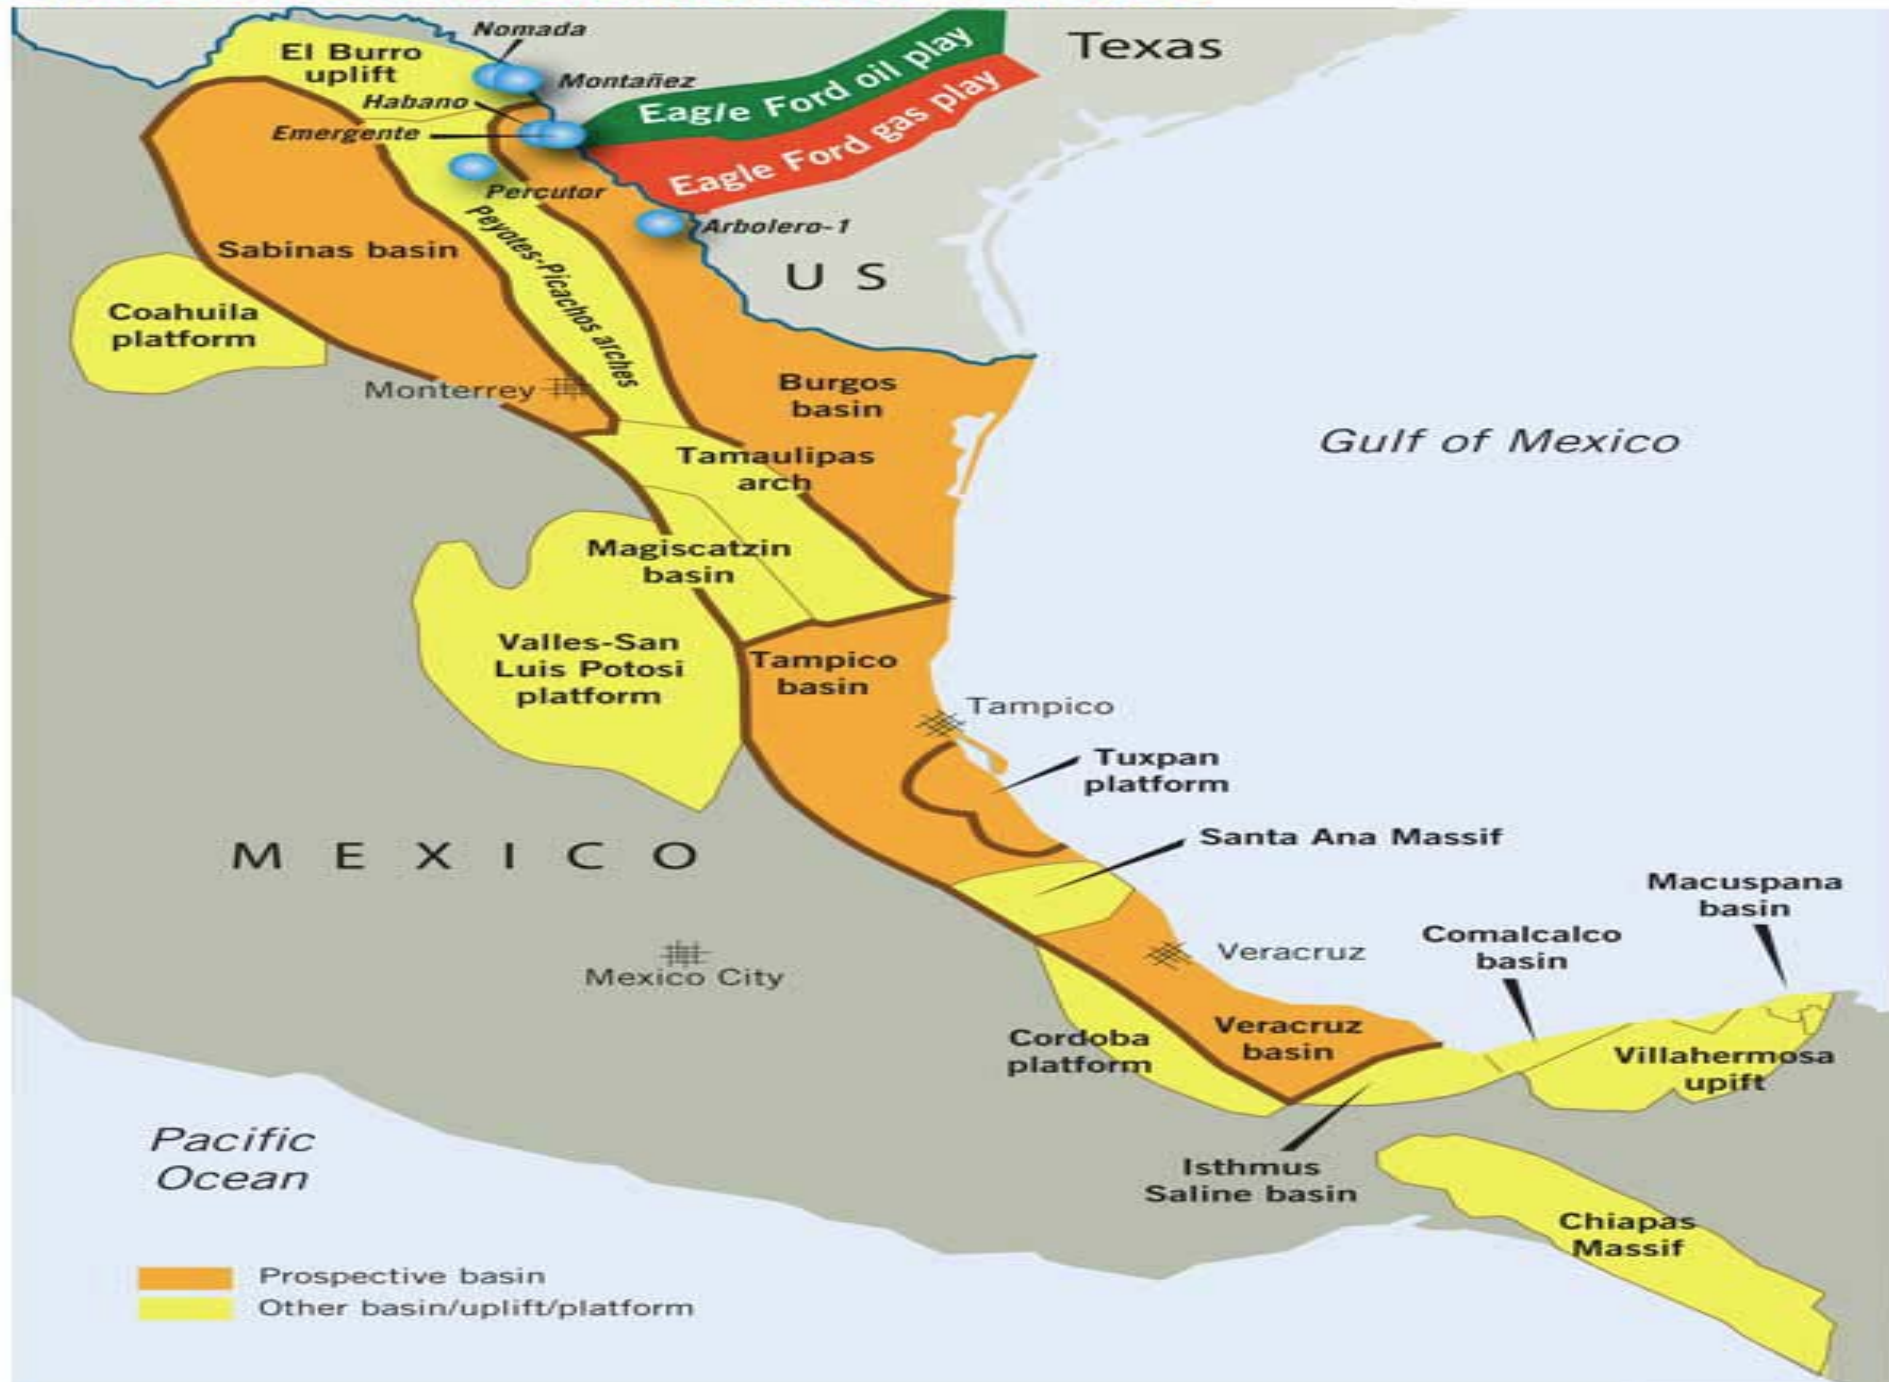 Nomada
El Burro
uplift
Texas
Montañez
Habano
Eagle Ford oil play
Emergente
Eagle Ford gas play
Percutor
Peyotes-Picachos arches
Arbolero-1
Sabinas basin
U S
Coahuila
platform
Monterrey
Burgos
basin
Gulf of Mexico
Tamaulipas
arch
Magiscatzin
basin
Valles-San
Luis Potosi
platform
Tampico
basin
Tampico
Tuxpan
platform
Santa Ana Massif
MEXICO
Macuspana
basin
Comalcalco
basin
Veracruz
Mexico City
Cordoba
platform
Veracruz
basin
Villahermosa
upift
Pacific
Ocean
Isthmus
Saline basin
Chiapas
Massif
Prospective basin
Other basin/uplift/platform